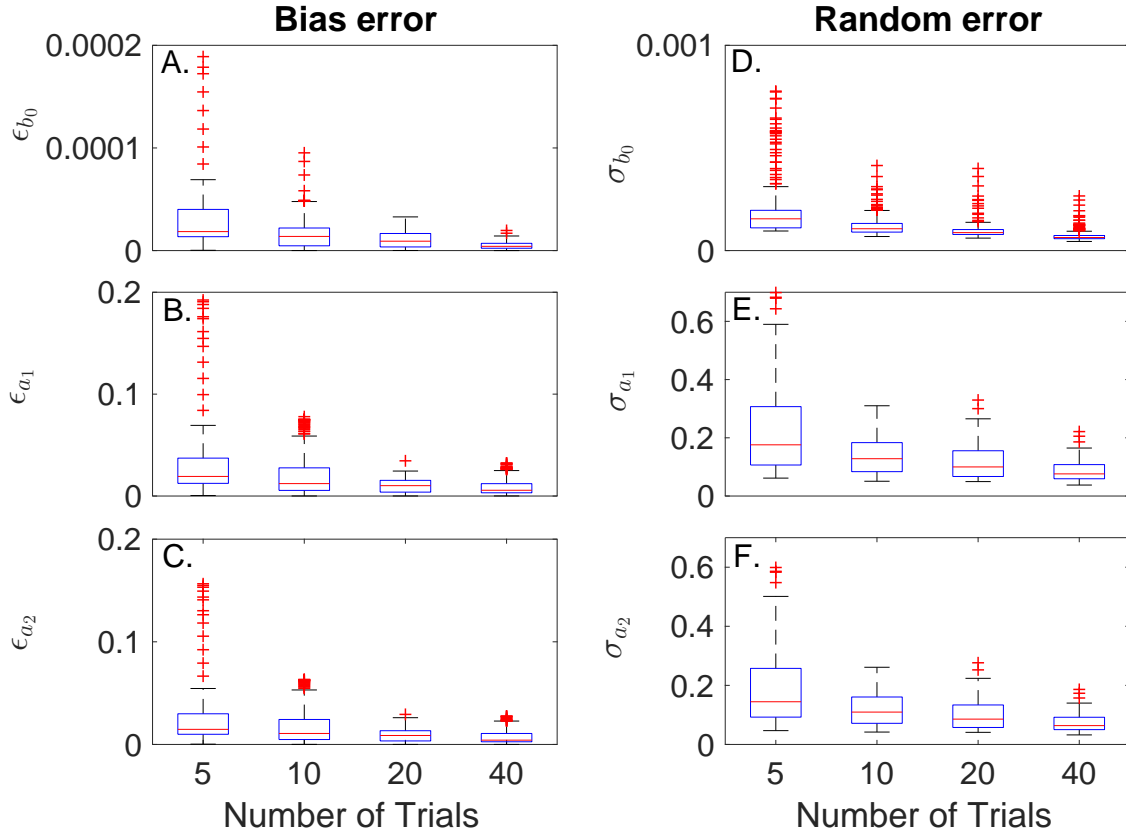 Bias error
Random error
A.
0.0002
0.0001
0
ϵb₀
B.
0.2
0.1
0
ϵa₁
C.
0.2
0.1
0
ϵa₂
5 10 20 40
Number of Trials
D.
0.001
0
σb₀
E.
0.6
0.4
0.2
0
σa₁
F.
0.6
0.4
0.2
0
σa₂
5 10 20 40
Number of Trials